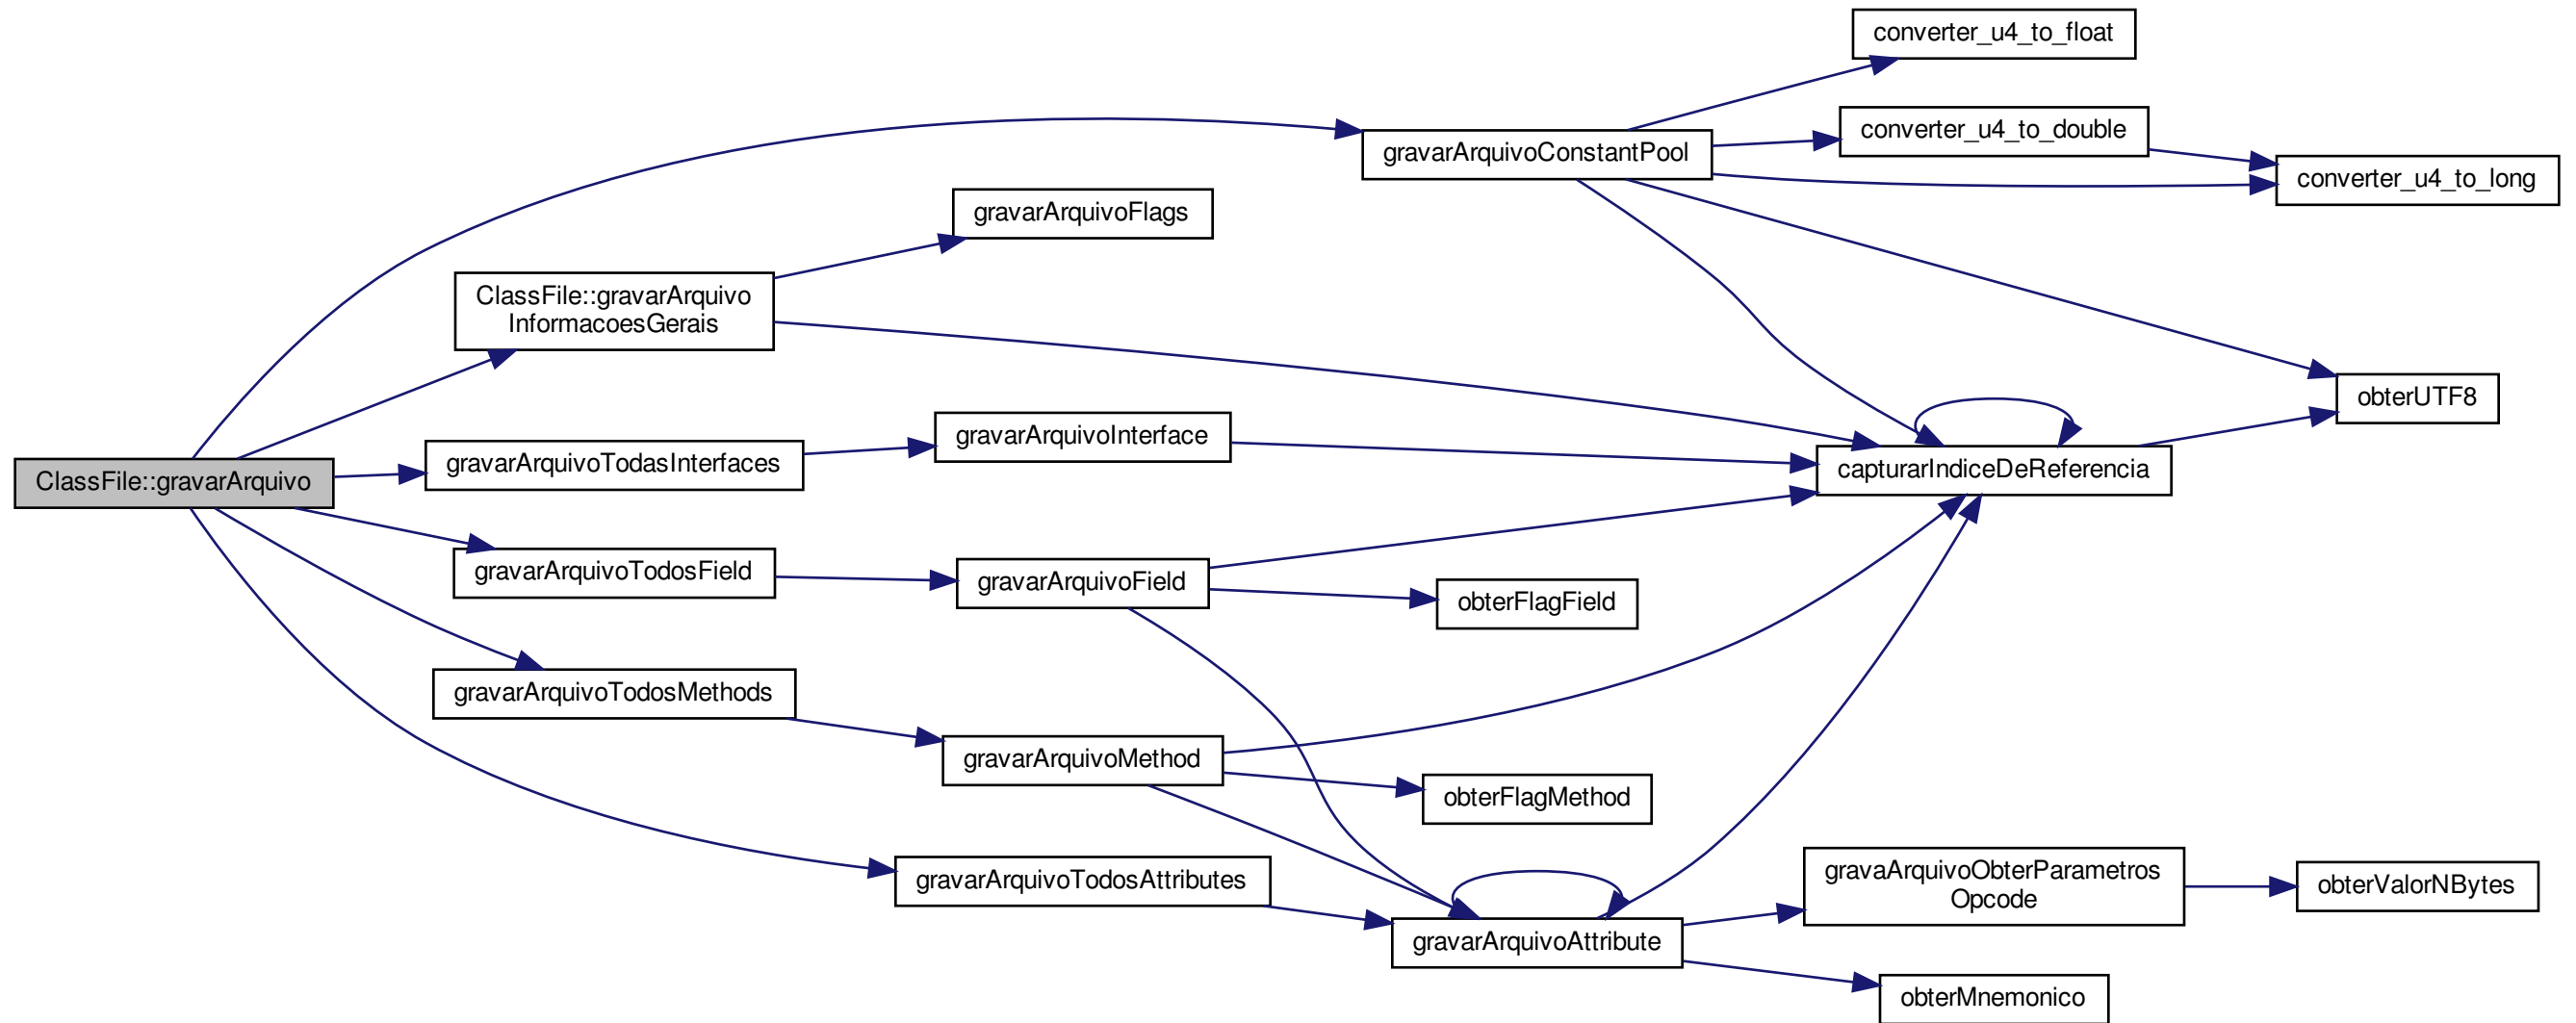 converter_u4_to_float
converter_u4_to_double
gravarArquivoConstantPool
converter_u4_to_long
gravarArquivoFlags
ClassFile::gravarArquivo
InformacoesGerais
obterUTF8
gravarArquivoInterface
gravarArquivoTodasInterfaces
capturarIndiceDeReferencia
ClassFile::gravarArquivo
gravarArquivoTodosField
gravarArquivoField
obterFlagField
gravarArquivoTodosMethods
gravarArquivoMethod
obterFlagMethod
gravarArquivoTodosAttributes
gravaArquivoObterParametros
Opcode
obterValorNBytes
gravarArquivoAttribute
obterMnemonico